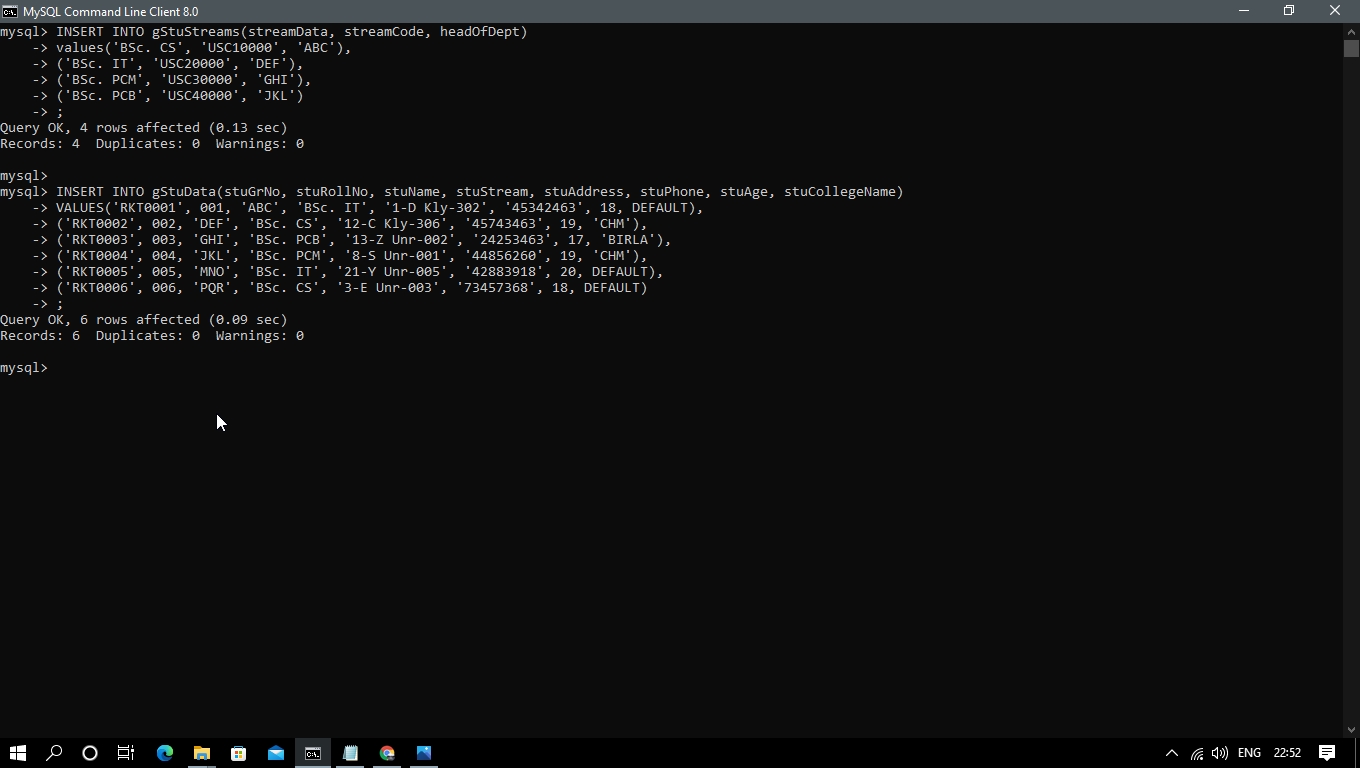 MySQL Command Line Client 8.0
mysql> INSERT INTO gStuStreams(streamData, streamCode, headOfDept)
-> values('BSc. CS', 'USC10000', 'ABC'),
-> ('BSc. IT', 'USC20000', 'DEF'),
-> ('BSc. PCM', 'USC30000', 'GHI'),
-> ('BSc. PCB', 'USC40000', 'JKL')
-> ;
Query OK, 4 rows affected (0.13 sec)
Records: 4  Duplicates: 0  Warnings: 0
mysql>
mysql> INSERT INTO gStuData(stuGrNo, stuRollNo, stuName, stuStream, stuAddress, stuPhone, stuAge, stuCollegeName)
-> VALUES('RKT0001', 001, 'ABC', 'BSc. IT', '1-D Kly-302', '45342463', 18, DEFAULT),
-> ('RKT0002', 002, 'DEF', 'BSc. CS', '12-C Kly-306', '45743463', 19, 'CHM'),
-> ('RKT0003', 003, 'GHI', 'BSc. PCB', '13-Z Unr-002', '24253463', 17, 'BIRLA'),
-> ('RKT0004', 004, 'JKL', 'BSc. PCM', '8-S Unr-001', '44856260', 19, 'CHM'),
-> ('RKT0005', 005, 'MNO', 'BSc. IT', '21-Y Unr-005', '42883918', 20, DEFAULT),
-> ('RKT0006', 006, 'PQR', 'BSc. CS', '3-E Unr-003', '73457368', 18, DEFAULT)
-> ;
Query OK, 6 rows affected (0.09 sec)
Records: 6  Duplicates: 0  Warnings: 0
mysql>
ENG 22:52